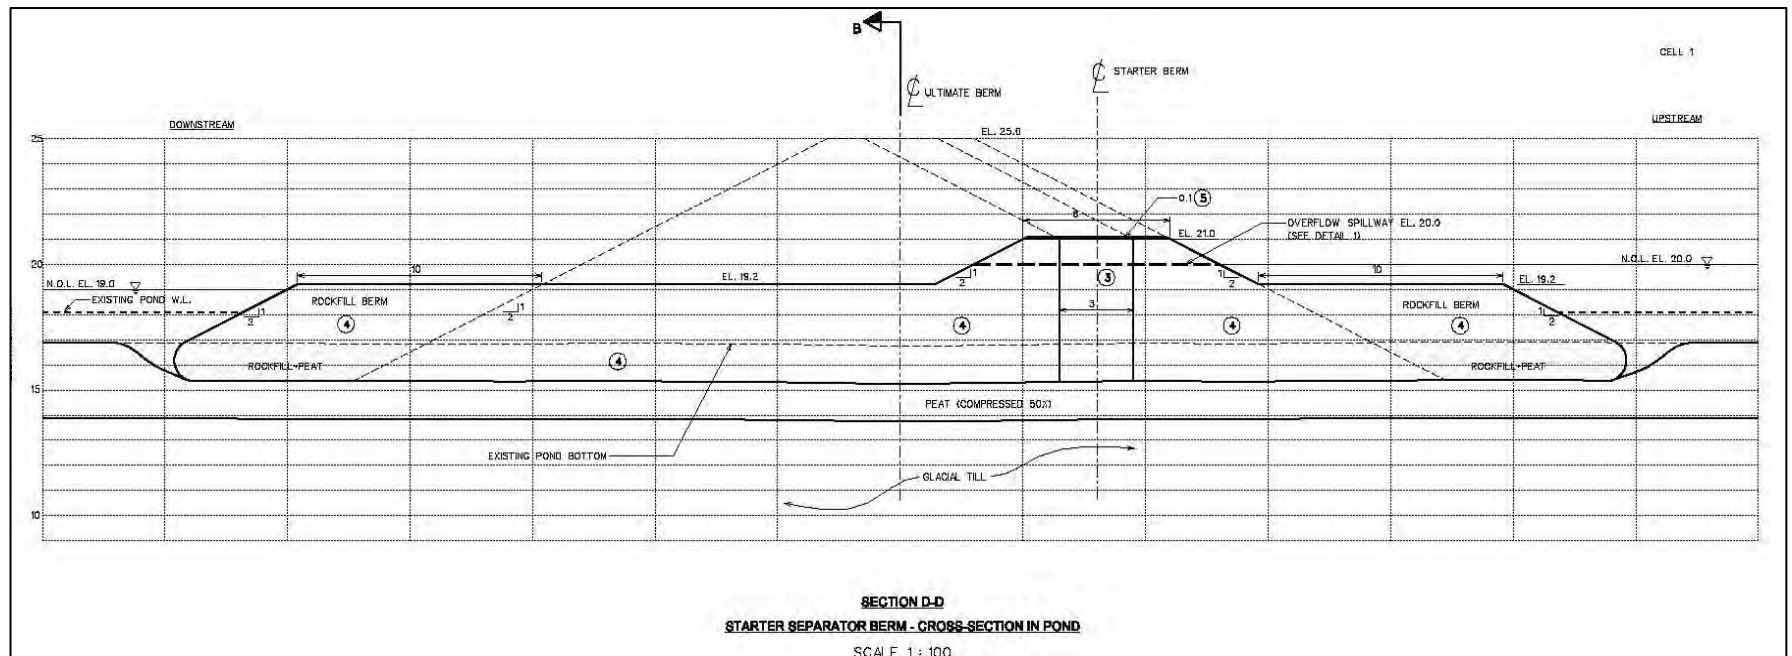 B
CELL 1
℄ STARTER BERM
℄ ULTIMATE BERM
DOWNSTREAM
UPSTREAM
EL. 25.0
25
0.1 5
6
OVERFLOW SPILLWAY EL. 20.0
(SEE DETAIL 1)
EL. 21.0
20
N.O.L. EL. 20.0
10
EL. 19.2
3
1
2
1
2
10
EL. 19.2
N.O.L. EL. 19.0
EXISTING POND W.L.
ROCKFILL BERM
ROCKFILL BERM
1
2
1
2
3
1
2
4
4
4
4
ROCKFILL-PEAT
4
ROCKFILL-PEAT
15
PEAT (COMPRESSED 50%)
EXISTING POND BOTTOM
GLACIAL TILL
10
SECTION D-D
STARTER SEPARATOR BERM - CROSS-SECTION IN POND
SCALE 1 : 100